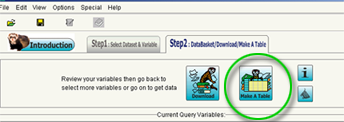 File Edit View Options Special Help
Introduction Step1 : Select Dataset & Variable Step2 : DataBasket/Download/Make A Table
Review your variables then go back to
select more variables or go on to get data
Download Make A Table i
Current Query Variables: